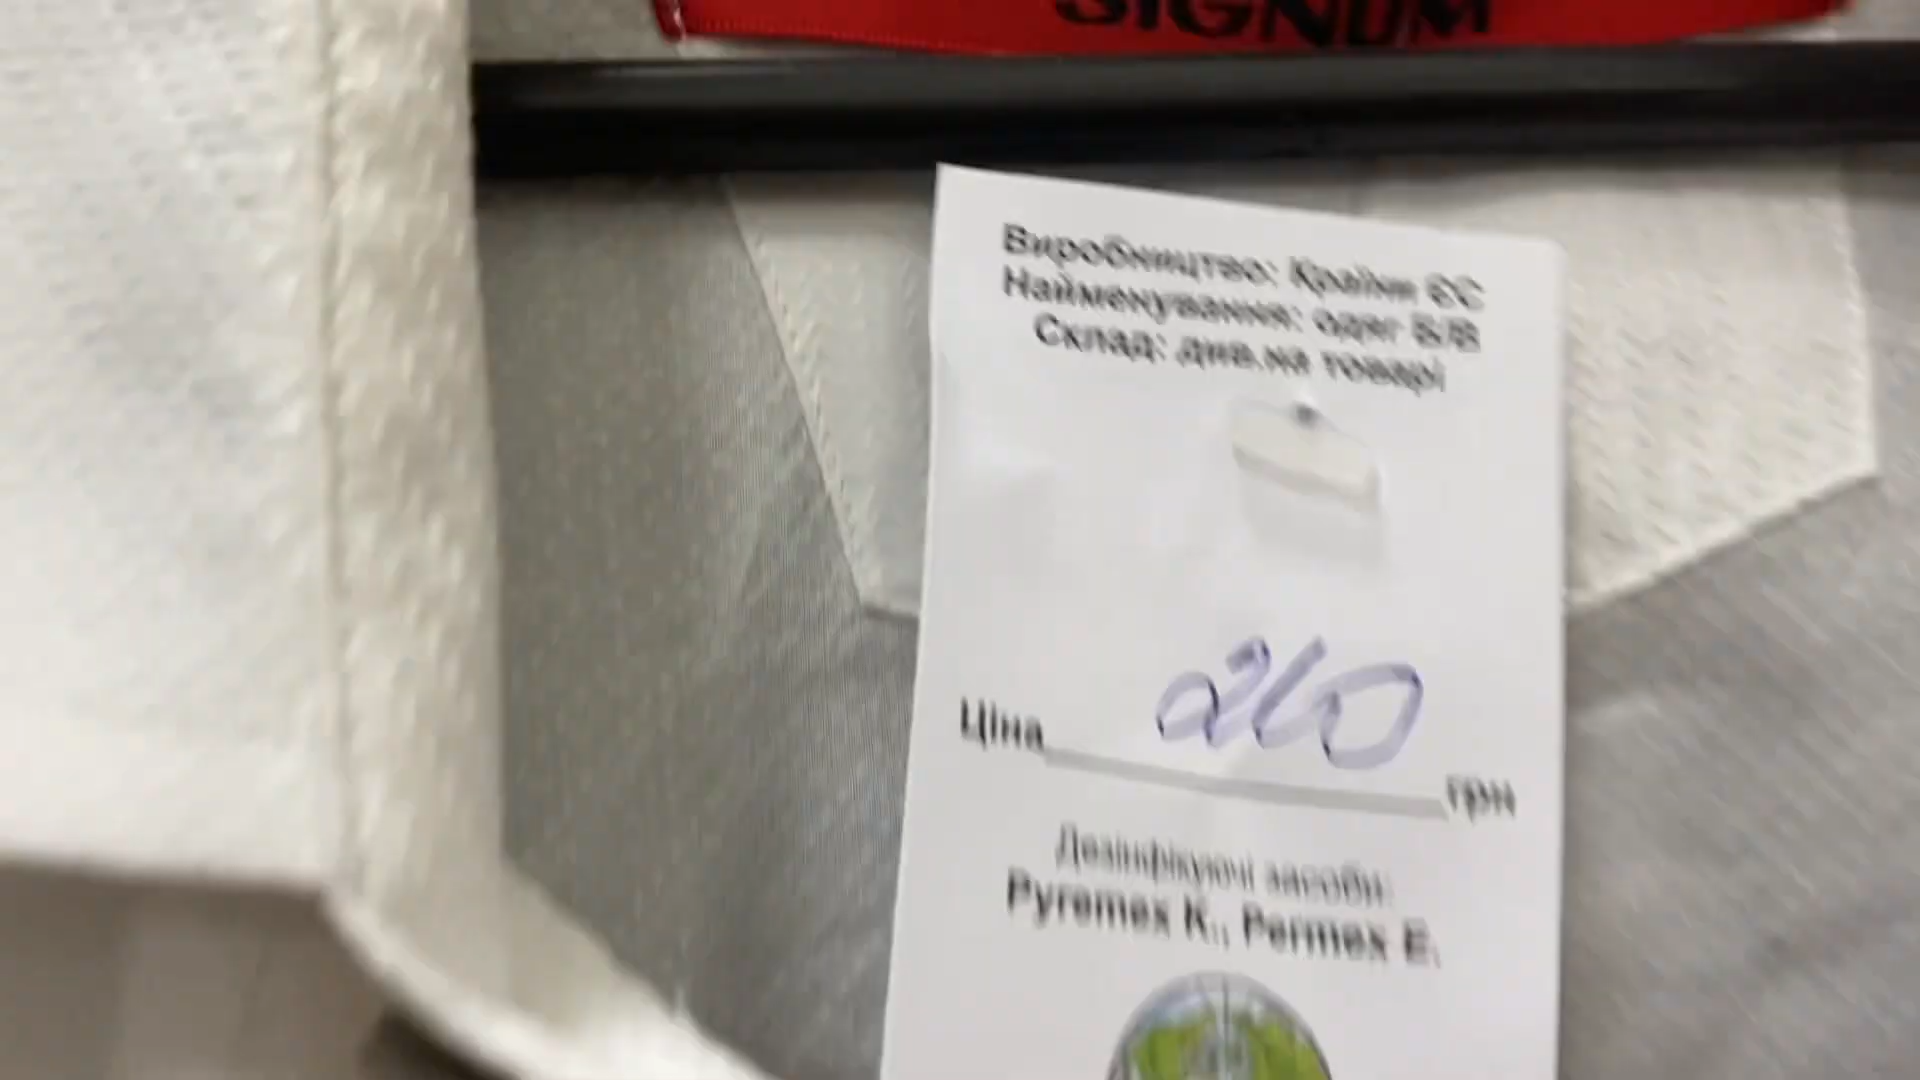 SIGNUM
Виробництво: Країни ЄС
Найменування: одяг Б/В
Склад: див.на товарі
260
Ціна грн
Дезінфікуючі засоби:
Pyremex K., Permex E.